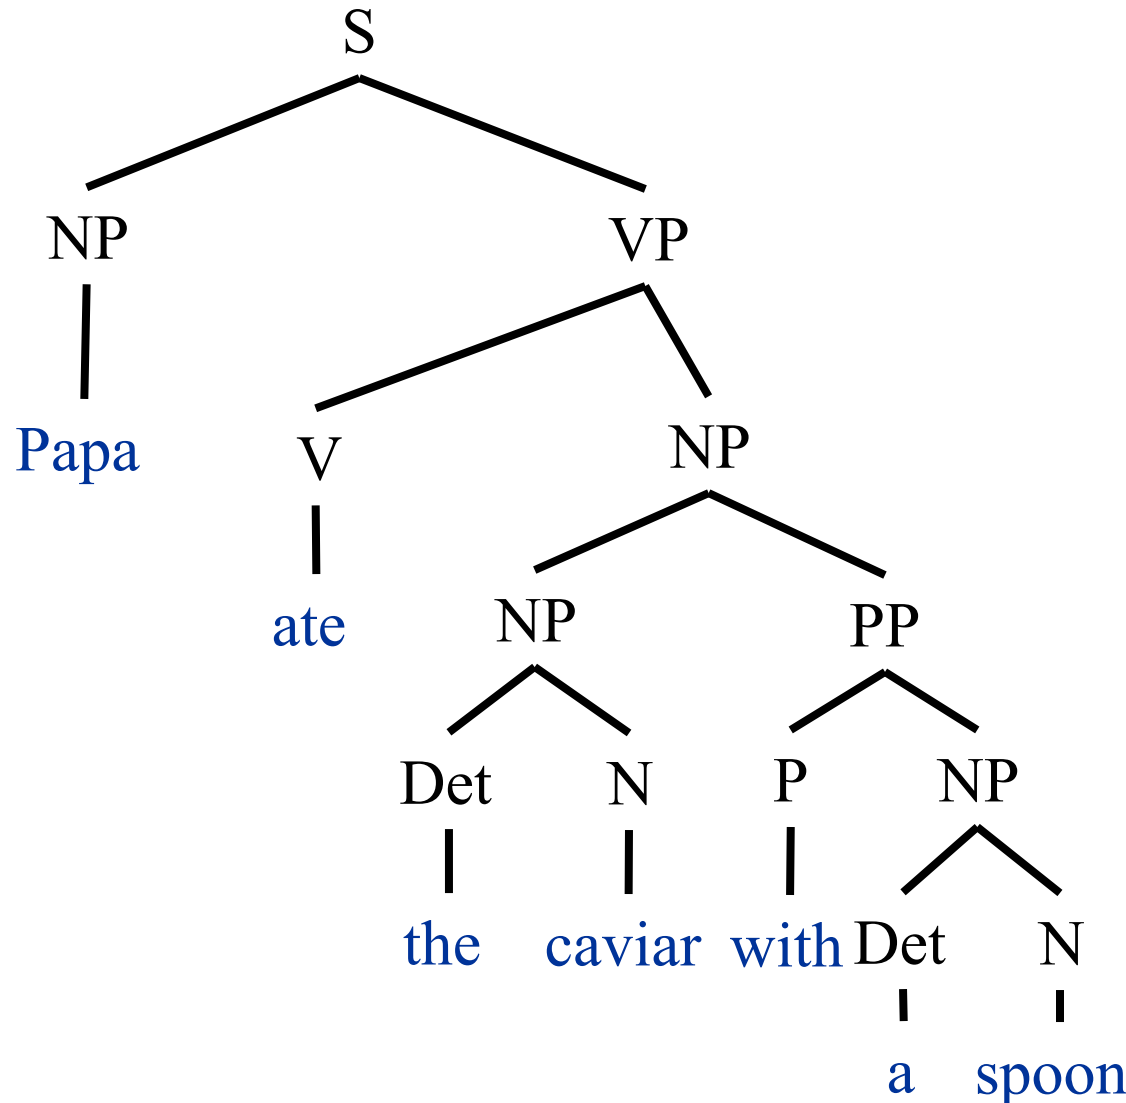 S
NP VP
Papa V NP
ate NP PP
Det N P NP
the caviar with Det N
a spoon